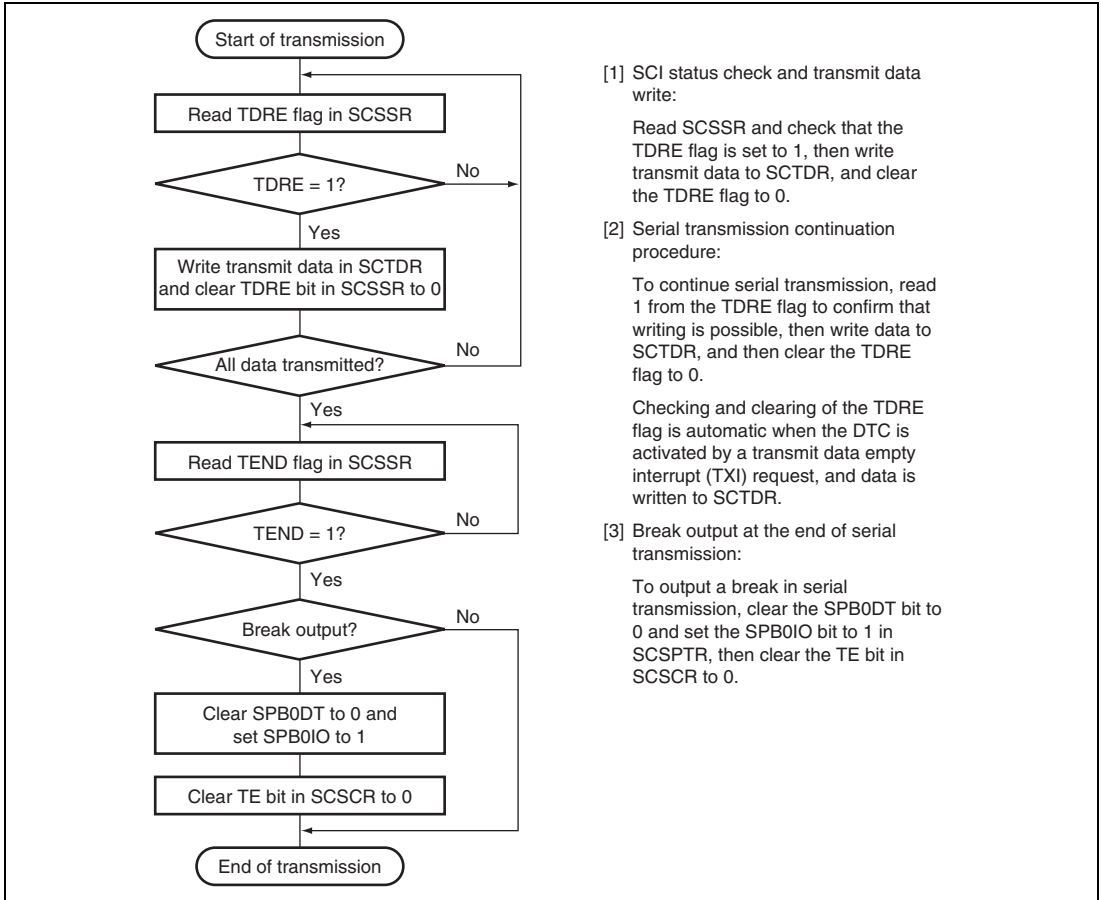 Start of transmission
Read TDRE flag in SCSSR
TDRE = 1?
No
Yes
Write transmit data in SCTDR
and clear TDRE bit in SCSSR to 0
All data transmitted?
No
Yes
Read TEND flag in SCSSR
TEND = 1?
No
Yes
Break output?
No
Yes
Clear SPB0DT to 0 and
set SPB0IO to 1
Clear TE bit in SCSCR to 0
End of transmission
[1] SCI status check and transmit data
write:
Read SCSSR and check that the
TDRE flag is set to 1, then write
transmit data to SCTDR, and clear
the TDRE flag to 0.
[2] Serial transmission continuation
procedure:
To continue serial transmission, read
1 from the TDRE flag to confirm that
writing is possible, then write data to
SCTDR, and then clear the TDRE
flag to 0.
Checking and clearing of the TDRE
flag is automatic when the DTC is
activated by a transmit data empty
interrupt (TXI) request, and data is
written to SCTDR.
[3] Break output at the end of serial
transmission:
To output a break in serial
transmission, clear the SPB0DT bit to
0 and set the SPB0IO bit to 1 in
SCSPTR, then clear the TE bit in
SCSCR to 0.